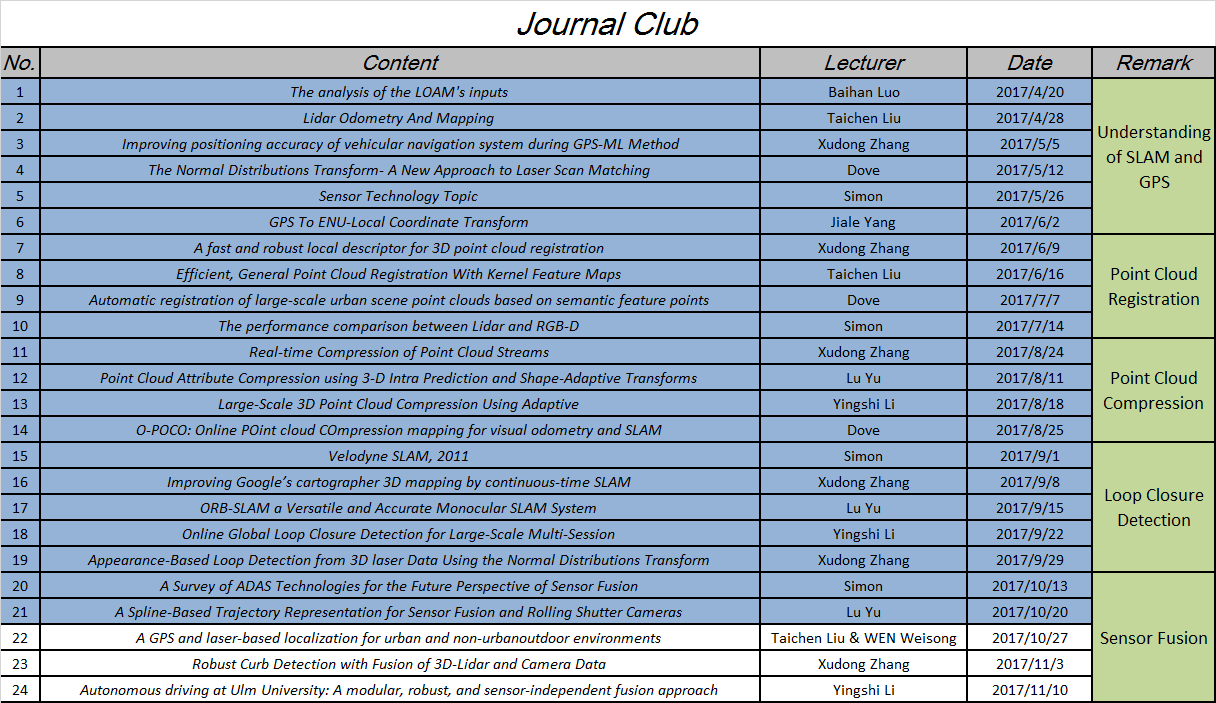 Journal Club
No. Content Lecturer Date Remark
1 The analysis of the LOAM's inputs Baihan Luo 2017/4/20
2 Lidar Odometry And Mapping Taichen Liu 2017/4/28
3 Improving positioning accuracy of vehicular navigation system during GPS-ML Method Xudong Zhang 2017/5/5
4 The Normal Distributions Transform- A New Approach to Laser Scan Matching Dove 2017/5/12
5 Sensor Technology Topic Simon 2017/5/26
6 GPS To ENU-Local Coordinate Transform Jiale Yang 2017/6/2
Understanding
of SLAM and
GPS
7 A fast and robust local descriptor for 3D point cloud registration Xudong Zhang 2017/6/9
8 Efficient, General Point Cloud Registration With Kernel Feature Maps Taichen Liu 2017/6/16
9 Automatic registration of large-scale urban scene point clouds based on semantic feature points Dove 2017/7/7
10 The performance comparison between Lidar and RGB-D Simon 2017/7/14
Point Cloud
Registration
11 Real-time Compression of Point Cloud Streams Xudong Zhang 2017/8/24
12 Point Cloud Attribute Compression using 3-D Intra Prediction and Shape-Adaptive Transforms Lu Yu 2017/8/11
13 Large-Scale 3D Point Cloud Compression Using Adaptive Yingshi Li 2017/8/18
14 O-POCO: Online POint cloud COmpression mapping for visual odometry and SLAM Dove 2017/8/25
Point Cloud
Compression
15 Velodyne SLAM, 2011 Simon 2017/9/1
16 Improving Google’s cartographer 3D mapping by continuous-time SLAM Xudong Zhang 2017/9/8
17 ORB-SLAM a Versatile and Accurate Monocular SLAM System Lu Yu 2017/9/15
18 Online Global Loop Closure Detection for Large-Scale Multi-Session Yingshi Li 2017/9/22
19 Appearance-Based Loop Detection from 3D laser Data Using the Normal Distributions Transform Xudong Zhang 2017/9/29
Loop Closure
Detection
20 A Survey of ADAS Technologies for the Future Perspective of Sensor Fusion Simon 2017/10/13
21 A Spline-Based Trajectory Representation for Sensor Fusion and Rolling Shutter Cameras Lu Yu 2017/10/20
22 A GPS and laser-based localization for urban and non-urbanoutdoor environments Taichen Liu & WEN Weisong 2017/10/27
23 Robust Curb Detection with Fusion of 3D-Lidar and Camera Data Xudong Zhang 2017/11/3
24 Autonomous driving at Ulm University: A modular, robust, and sensor-independent fusion approach Yingshi Li 2017/11/10
Sensor Fusion